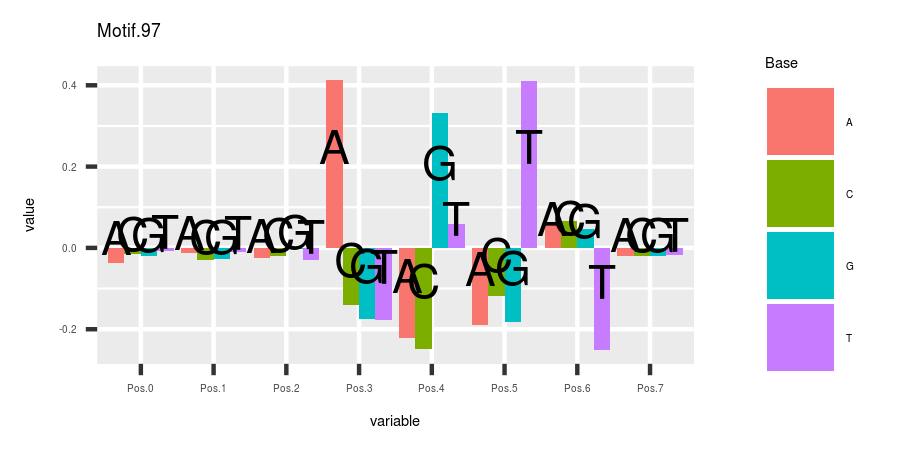 Motif.97
Base
0.4
A
0.2
C
value
0.0
G
-0.2
T
A C G T A C G T A C G T A C G T A C G T A C G T A C G T A C G T
Pos.0 Pos.1 Pos.2 Pos.3 Pos.4 Pos.5 Pos.6 Pos.7
variable